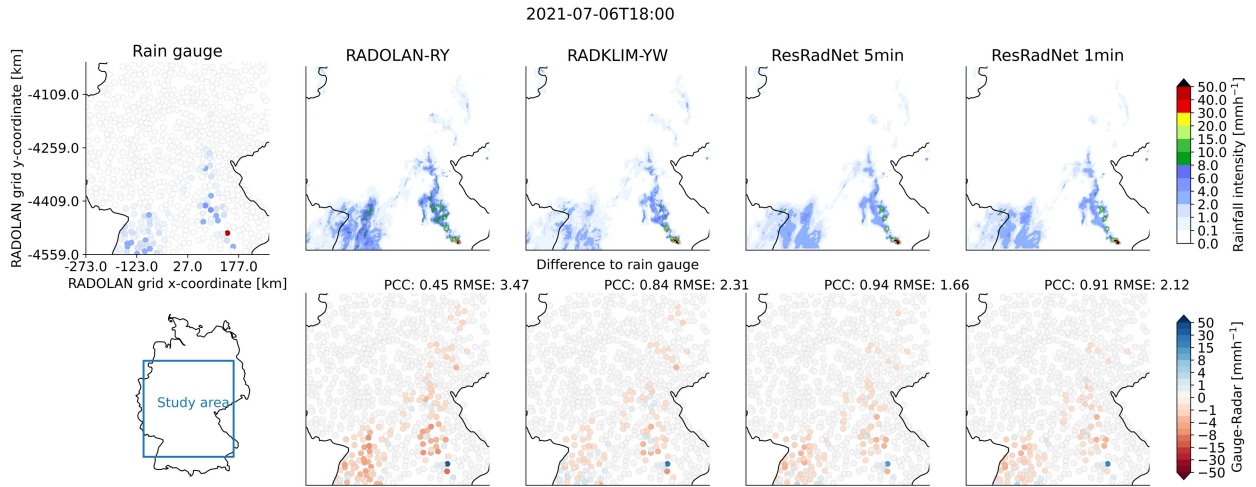 2021-07-06T18:00
Rain gauge
RADOLAN-RY
RADKLIM-YW
ResRadNet 5min
ResRadNet 1min
RADOLAN grid y-coordinate [km]
-4109.0
-4259.0
-4409.0
-4559.0
-273.0
-123.0
27.0
177.0
RADOLAN grid x-coordinate [km]
50.0
40.0
30.0
20.0
15.0
10.0
8.0
6.0
4.0
2.0
1.0
0.1
0.0
Rainfall intensity [mmh⁻¹]
Difference to rain gauge
PCC: 0.45 RMSE: 3.47
PCC: 0.84 RMSE: 2.31
PCC: 0.94 RMSE: 1.66
PCC: 0.91 RMSE: 2.12
Study area
50
30
15
8
4
1
0
−1
−4
−8
−15
−30
−50
Gauge-Radar [mmh⁻¹]